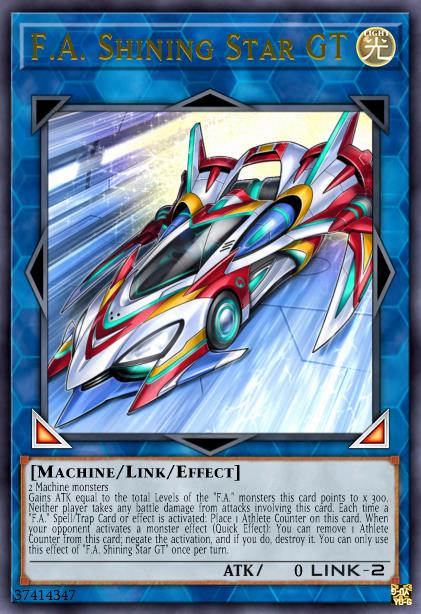 F.A. Shining Star GT
LIGHT
光
[Machine/Link/Effect]
2 Machine monsters
Gains ATK equal to the total Levels of the "F.A." monsters this card points to x 300.
Neither player takes any battle damage from attacks involving this card. Each time a
"F.A." Spell/Trap Card or effect is activated: Place 1 Athlete Counter on this card. When
your opponent activates a monster effect (Quick Effect): You can remove 1 Athlete
Counter from this card; negate the activation, and if you do, destroy it. You can only use
this effect of "F.A. Shining Star GT" once per turn.
ATK/ 0 LINK-2
37414347